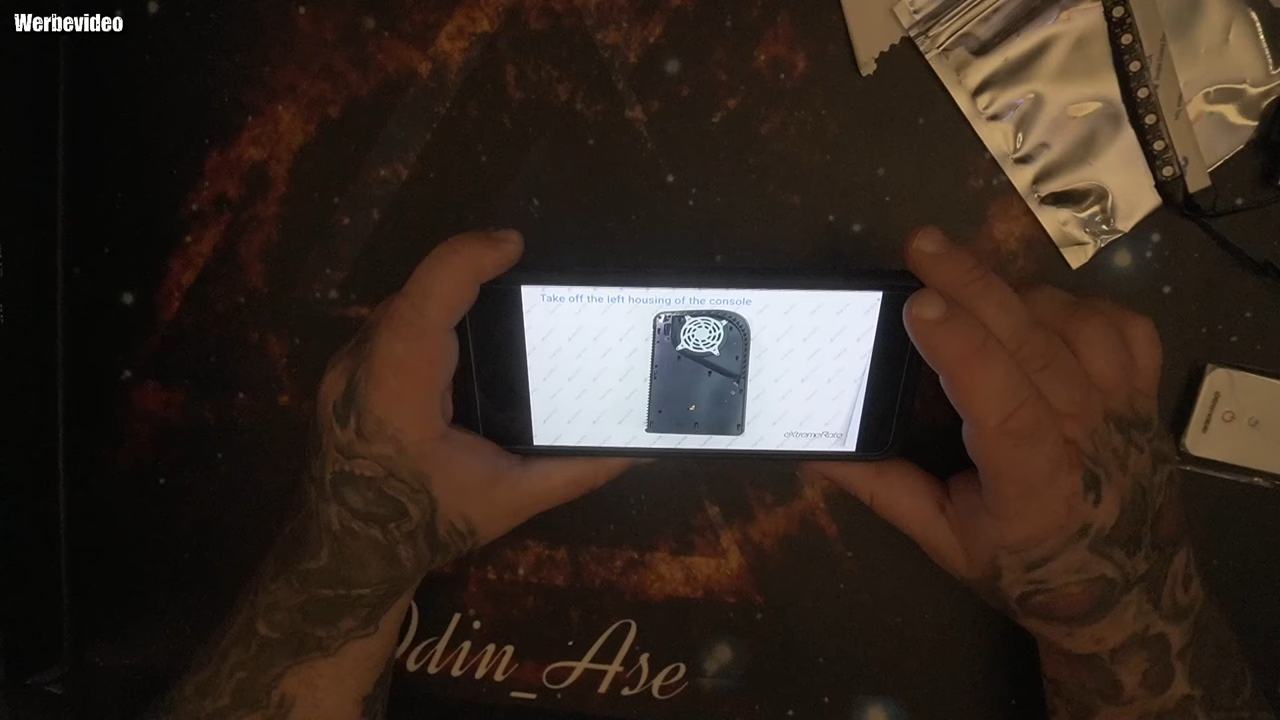 Werbevideo
Take off the left housing of the console
eXtremeRate
Odin_Ase